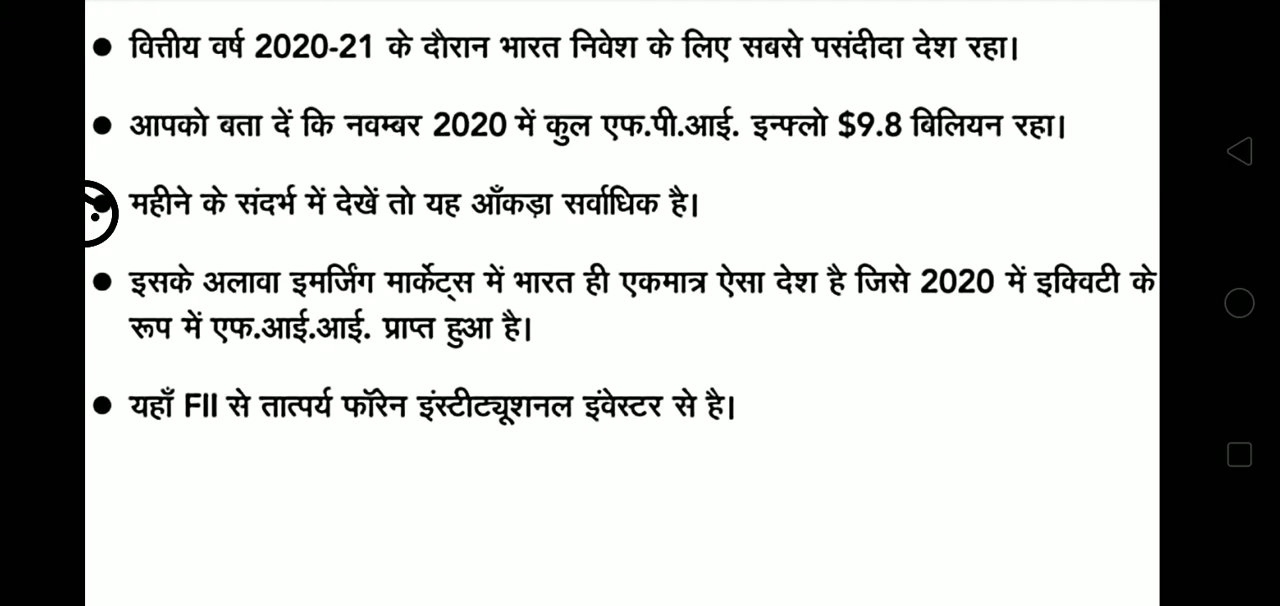 ● वित्तीय वर्ष 2020-21 के दौरान भारत निवेश के लिए सबसे पसंदीदा देश रहा।
● आपको बता दें कि नवम्बर 2020 में कुल एफ.पी.आई. इन्फ्लो $9.8 बिलियन रहा।
● महीने के संदर्भ में देखें तो यह आँकड़ा सर्वाधिक है।
● इसके अलावा इमर्जिंग मार्केट्स में भारत ही एकमात्र ऐसा देश है जिसे 2020 में इक्विटी के
रूप में एफ.आई.आई. प्राप्त हुआ है।
● यहाँ FII से तात्पर्य फॉरेन इंस्टीट्यूशनल इंवेस्टर से है।